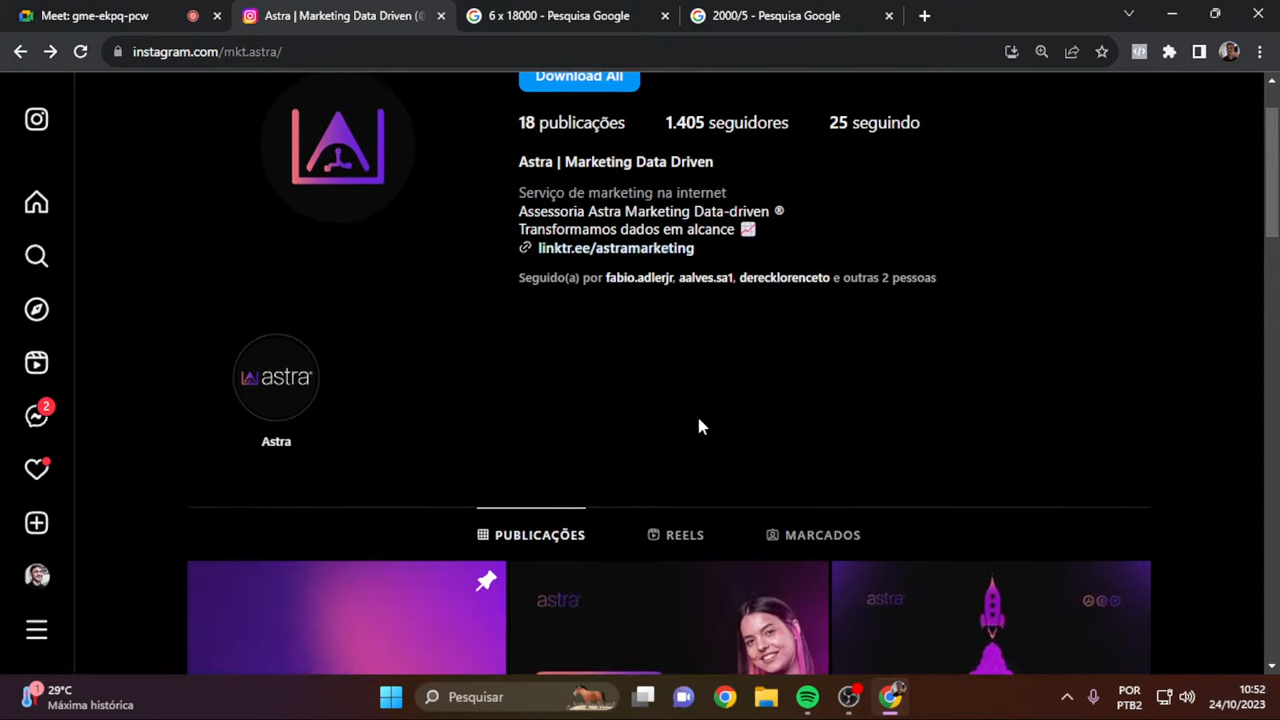 Meet: gme-ekpq-pcw
Astra | Marketing Data Driven (
6 x 18000 - Pesquisa Google
2000/5 - Pesquisa Google
instagram.com/mkt.astra/
Download All
18 publicações
1.405 seguidores
25 seguindo
Astra | Marketing Data Driven
Serviço de marketing na internet
Assessoria Astra Marketing Data-driven ®
Transformamos dados em alcance 📈
linktr.ee/astramarketing
Seguido(a) por fabio.adlerjr, aalves.sa1, derecklorenceto e outras 2 pessoas
astra
2
Astra
PUBLICAÇÕES
REELS
MARCADOS
astra
astra
1
29°C
Máxima histórica
Pesquisar
POR
PTB2
10:52
24/10/2023